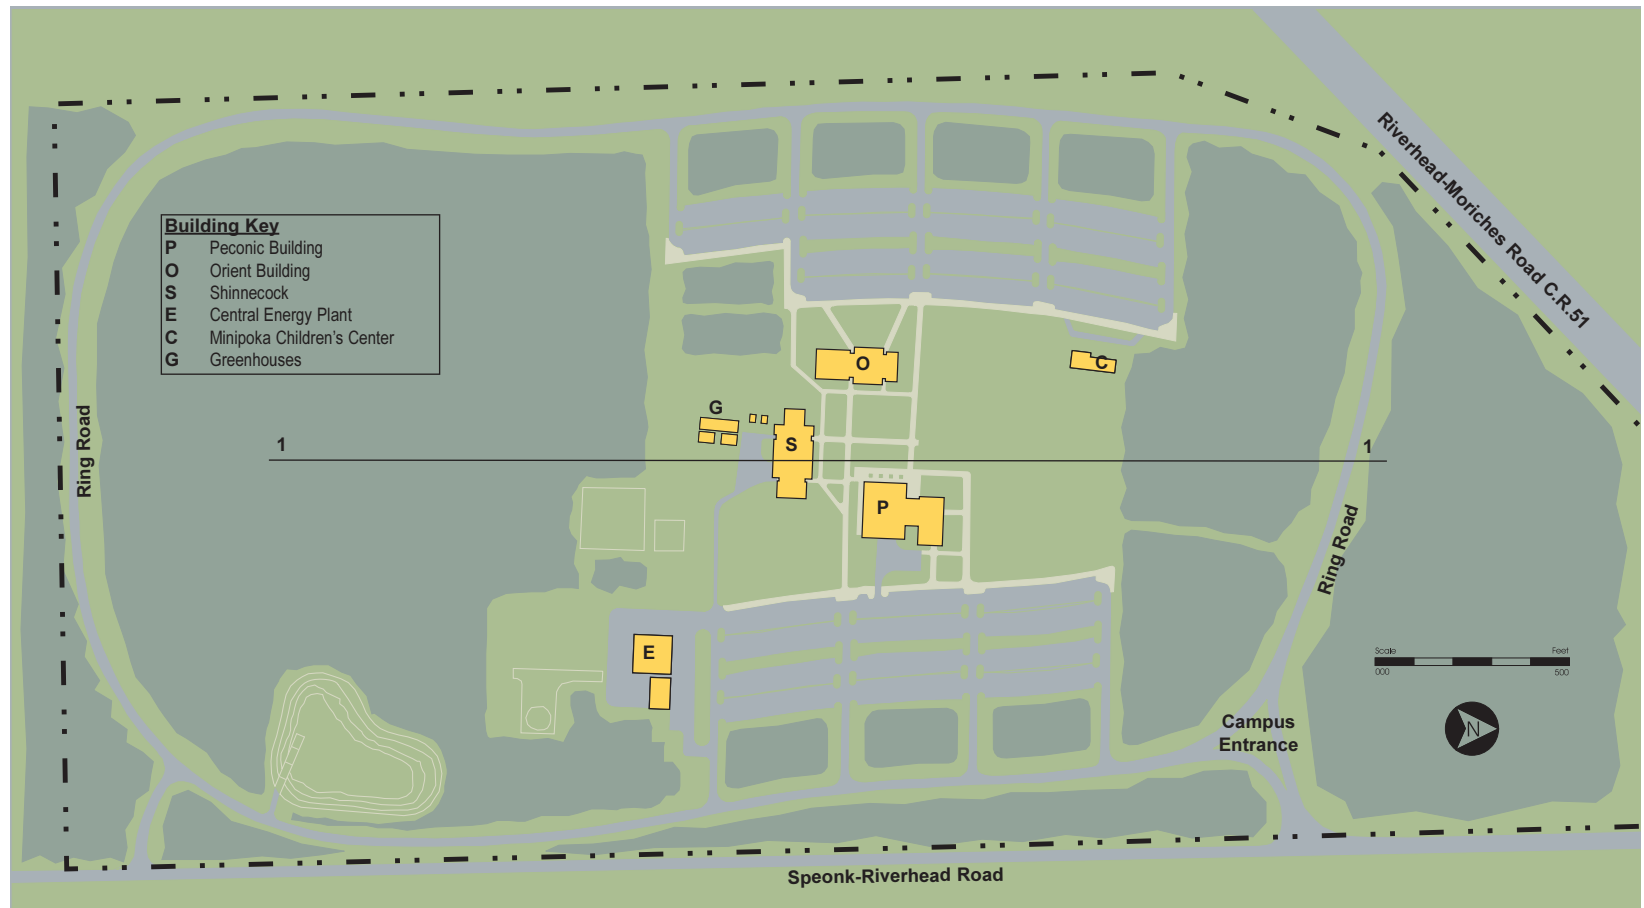 Riverhead-Moriches Road C.R.51
Building Key
P Peconic Building
O Orient Building
S Shinnecock
E Central Energy Plant
C Minipoka Children's Center
G Greenhouses
O
C
G
Ring Road
1
S
1
P
Ring Road
E
Scale Feet
000 500
Campus
Entrance
N
Speonk-Riverhead Road